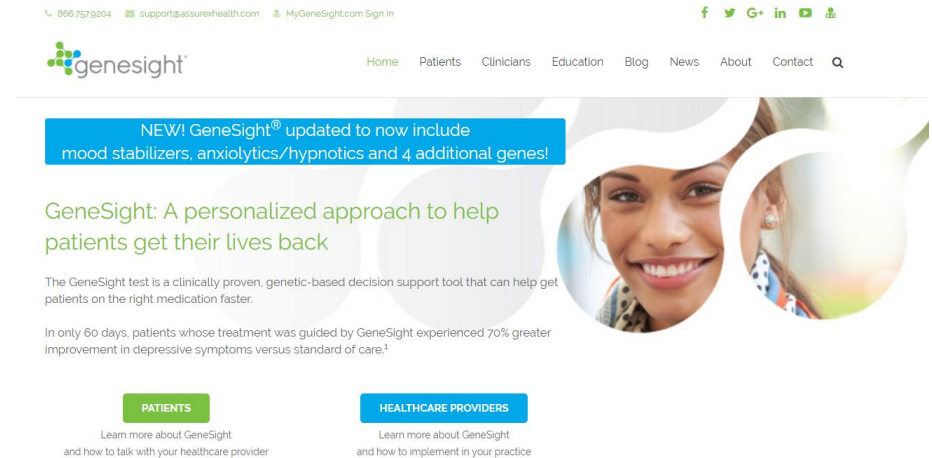 866.757.9204 support@assurexhealth.com MyGeneSight.com Sign In
genesight®
Home Patients Clinicians Education Blog News About Contact
NEW! GeneSight® updated to now include
mood stabilizers, anxiolytics/hypnotics and 4 additional genes!
GeneSight: A personalized approach to help
patients get their lives back
The GeneSight test is a clinically proven, genetic-based decision support tool that can help get
patients on the right medication faster.
In only 60 days, patients whose treatment was guided by GeneSight experienced 70% greater
improvement in depressive symptoms versus standard of care.¹
PATIENTS
Learn more about GeneSight
and how to talk with your healthcare provider
HEALTHCARE PROVIDERS
Learn more about GeneSight
and how to implement in your practice